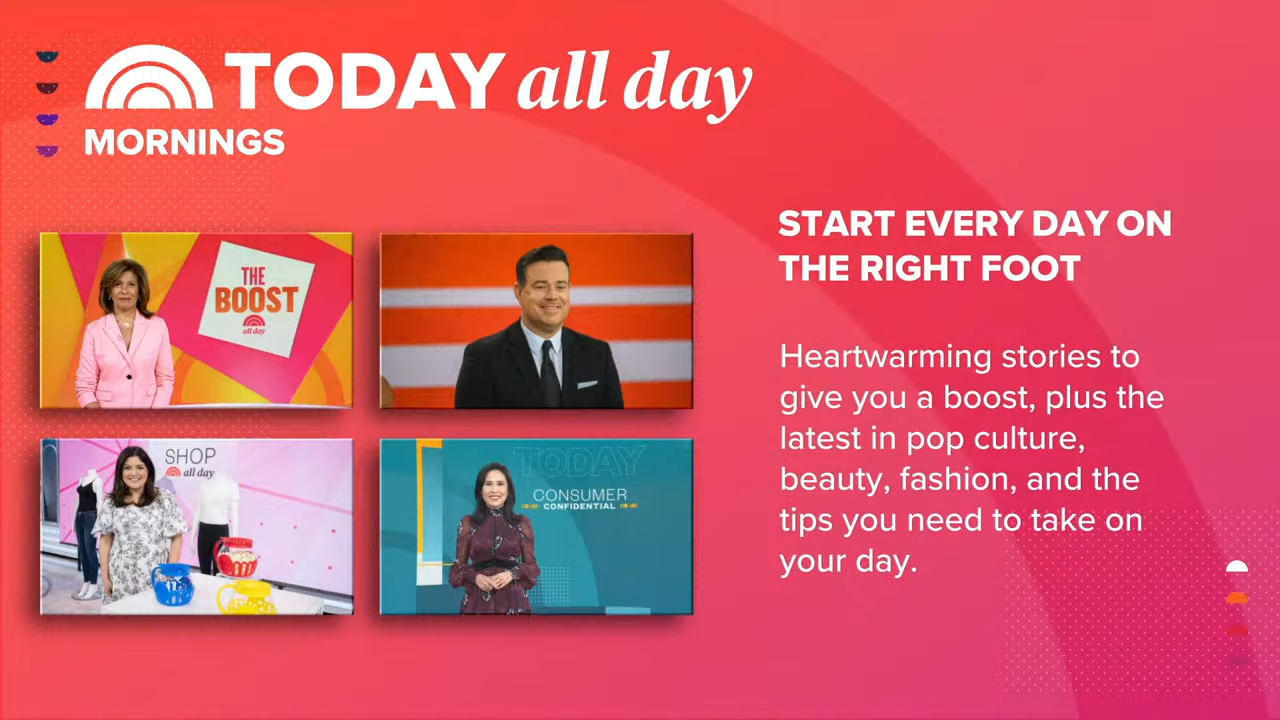 TODAY all day
MORNINGS
START EVERY DAY ON
THE RIGHT FOOT
THE
BOOST
all day
Heartwarming stories to
give you a boost, plus the
latest in pop culture,
beauty, fashion, and the
tips you need to take on
your day.
SHOP
all day
TODAY
CONSUMER
CONFIDENTIAL